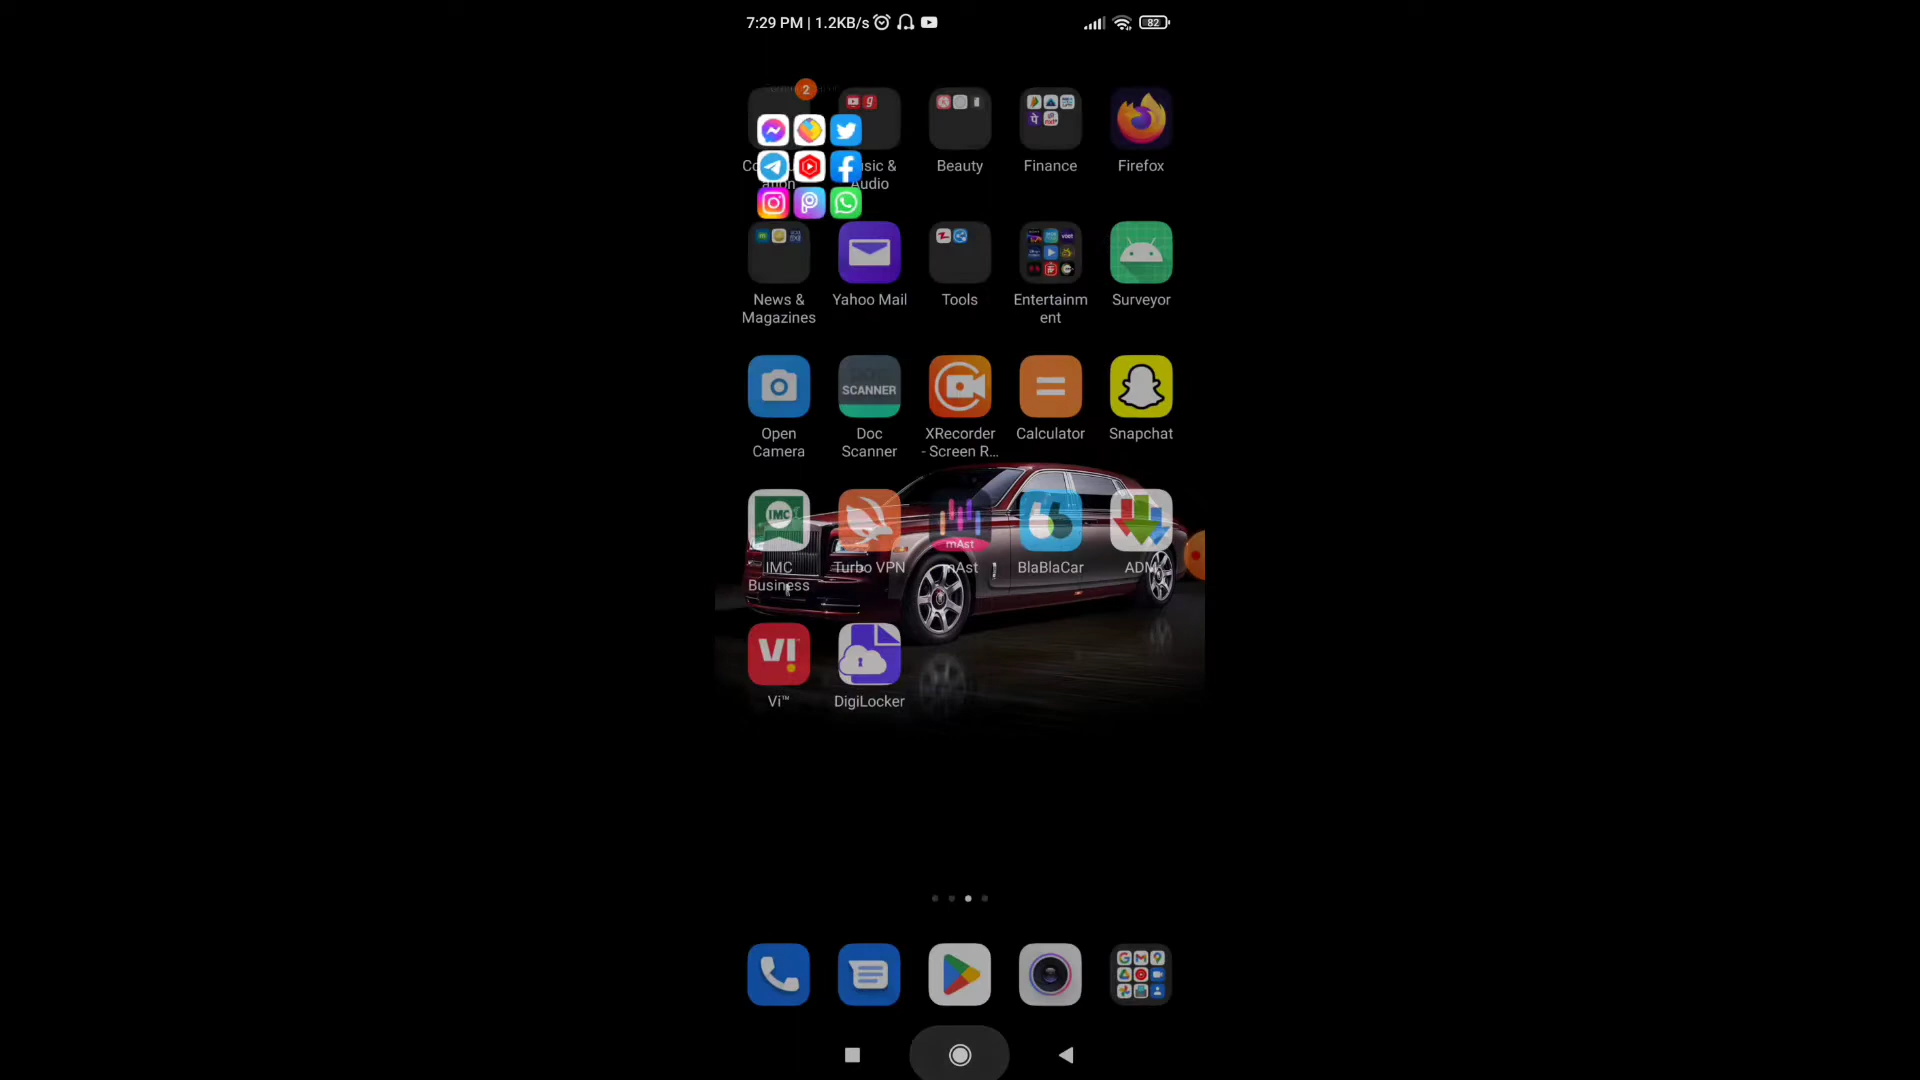 7:29 PM | 1.2KB/s 82
2
Audio
Beauty
Finance
Firefox
News &
Magazines
Yahoo Mail
Tools
Entertainm
ent
Surveyor
SCANNER
Open
Camera
Doc
Scanner
XRecorder
- Screen R...
Calculator
Snapchat
IMC
mAst
IMC
Business
Turbo VPN
mAst
BlaBlaCar
ADM
VI
Vi™
DigiLocker